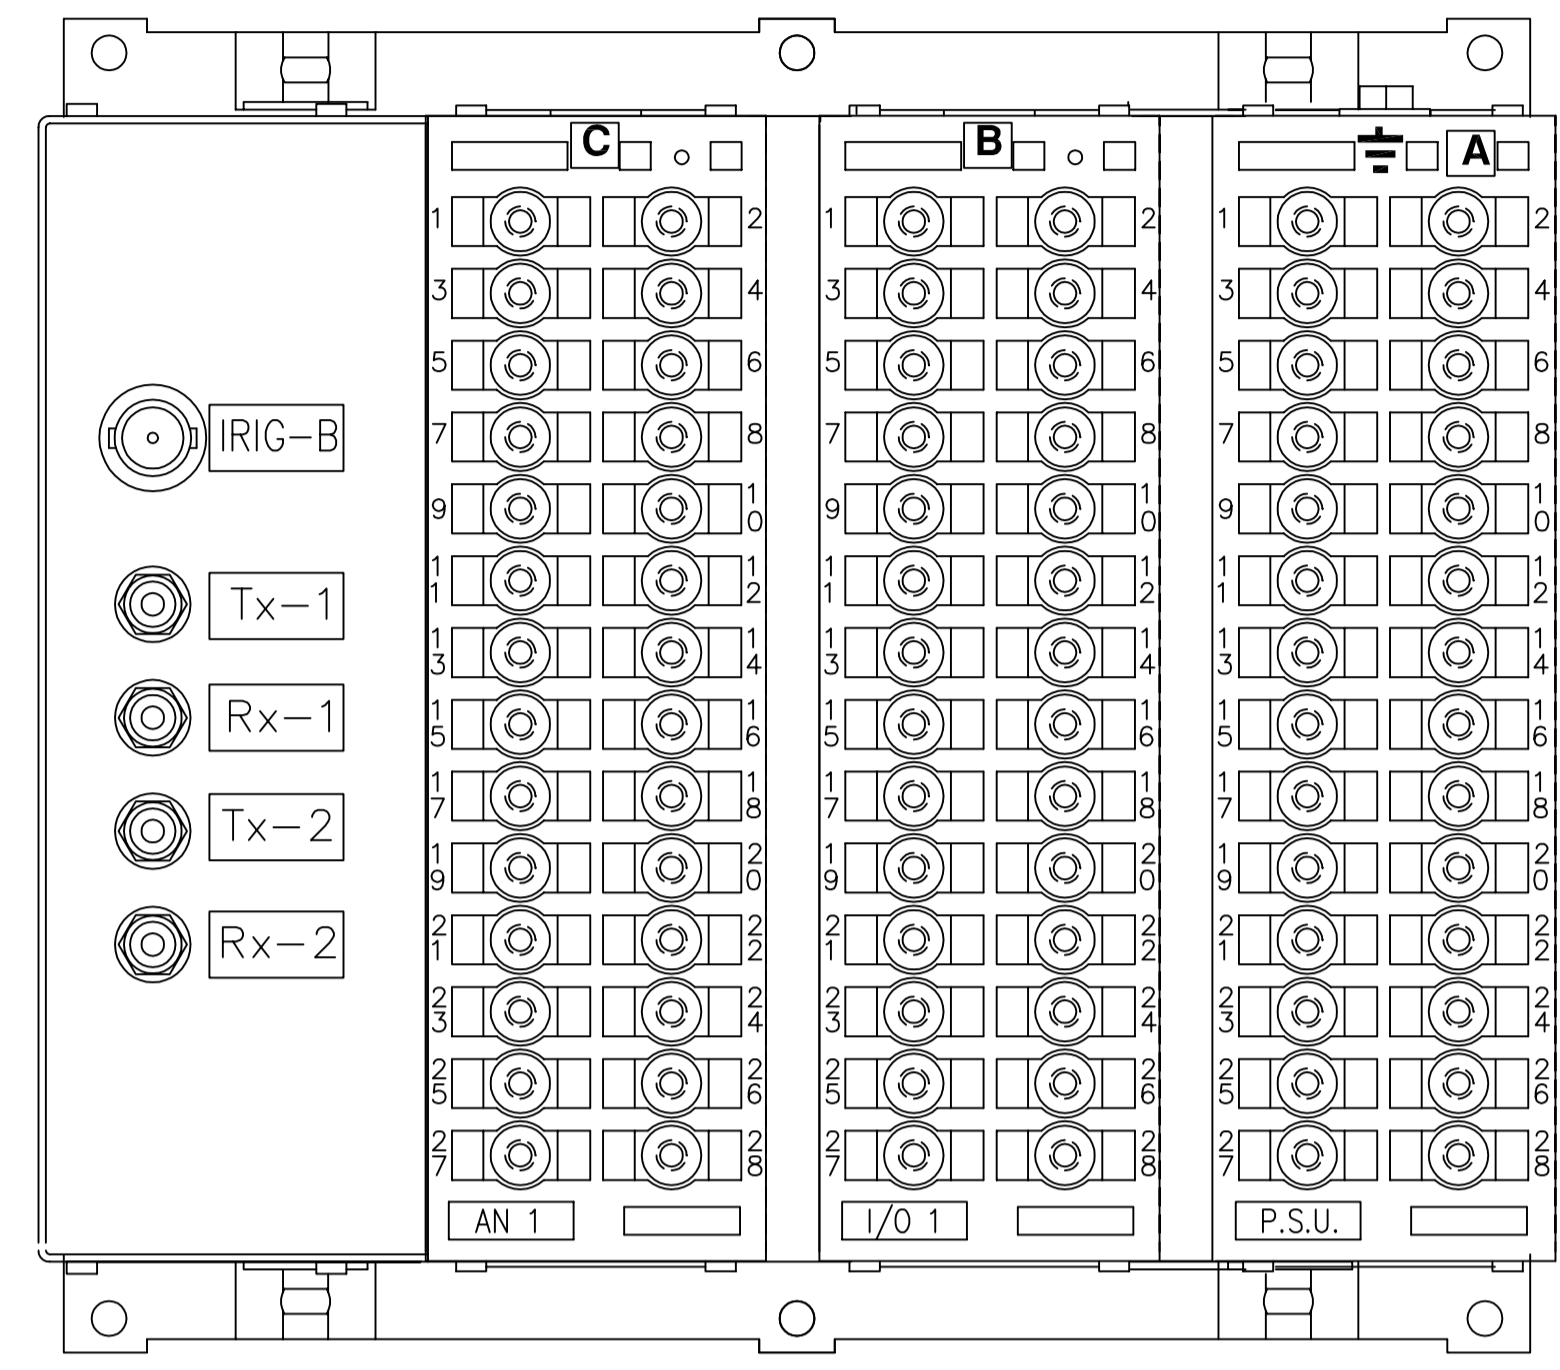 C B A
1 2 1 2 1 2
3 4 3 4 3 4
5 6 5 6 5 6
IRIG-B
7 8 7 8 7 8
9 10 9 10 9 10
Tx-1
11 12 11 12 11 12
13 14 13 14 13 14
Rx-1
15 16 15 16 15 16
17 18 17 18 17 18
Tx-2
19 20 19 20 19 20
Rx-2
21 22 21 22 21 22
23 24 23 24 23 24
25 26 25 26 25 26
27 28 27 28 27 28
AN 1 I/O 1 P.S.U.